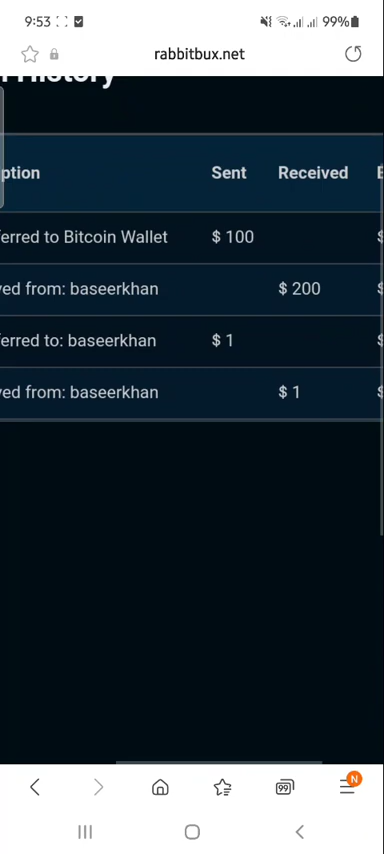 9:53
99%
rabbitbux.net
History
ption Sent Received
erred to Bitcoin Wallet $ 100 $
ved from: baseerkhan $ 200 $
erred to: baseerkhan $ 1 $
ved from: baseerkhan $ 1 $
99
N